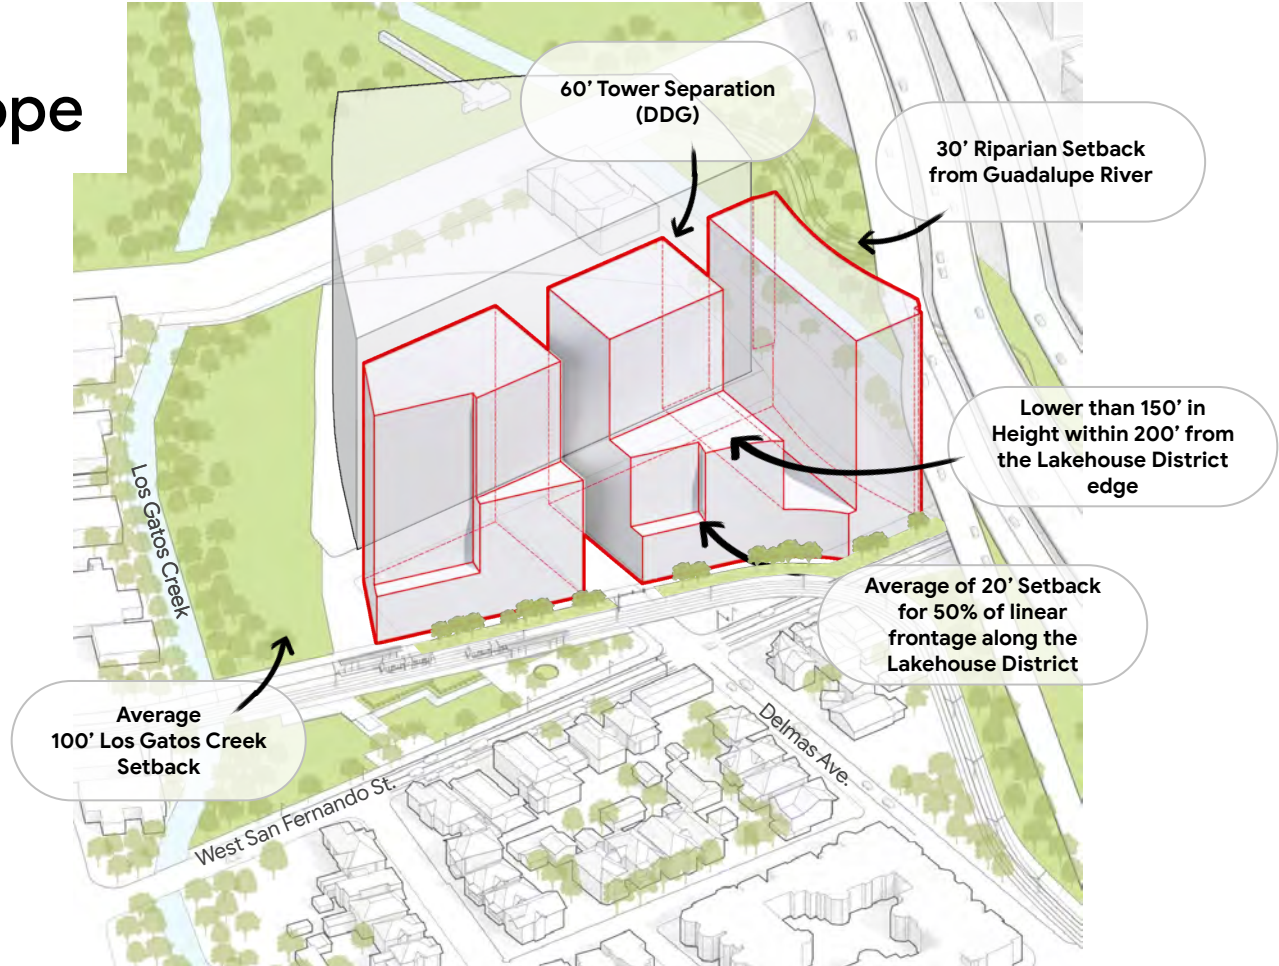 ope
60’ Tower Separation
(DDG)
30’ Riparian Setback
from Guadalupe River
Lower than 150’ in
Height within 200’ from
the Lakehouse District
edge
Average of 20’ Setback
for 50% of linear
frontage along the
Lakehouse District
Average
100’ Los Gatos Creek
Setback
Los Gatos Creek
West San Fernando St.
Delmas Ave.